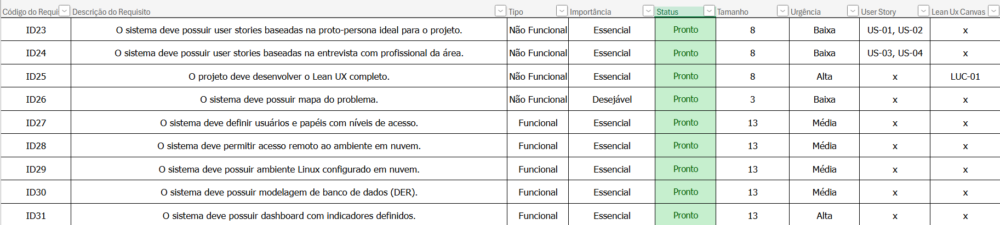 Código do Requis Descrição do Requisito Tipo Importância Status Tamanho Urgência User Story Lean Ux Canvas
ID23 O sistema deve possuir user stories baseadas na proto-persona ideal para o projeto. Não Funcional Essencial Pronto 8 Baixa US-01, US-02 x
ID24 O sistema deve possuir user stories baseadas na entrevista com profissional da área. Não Funcional Essencial Pronto 8 Baixa US-03, US-04 x
ID25 O projeto deve desenvolver o Lean UX completo. Não Funcional Essencial Pronto 8 Alta x LUC-01
ID26 O sistema deve possuir mapa do problema. Não Funcional Desejável Pronto 3 Baixa x x
ID27 O sistema deve definir usuários e papéis com níveis de acesso. Funcional Essencial Pronto 13 Média x x
ID28 O sistema deve permitir acesso remoto ao ambiente em nuvem. Funcional Essencial Pronto 13 Média x x
ID29 O sistema deve possuir ambiente Linux configurado em nuvem. Funcional Essencial Pronto 13 Média x x
ID30 O sistema deve possuir modelagem de banco de dados (DER). Funcional Essencial Pronto 13 Média x x
ID31 O sistema deve possuir dashboard com indicadores definidos. Funcional Essencial Pronto 13 Alta x x